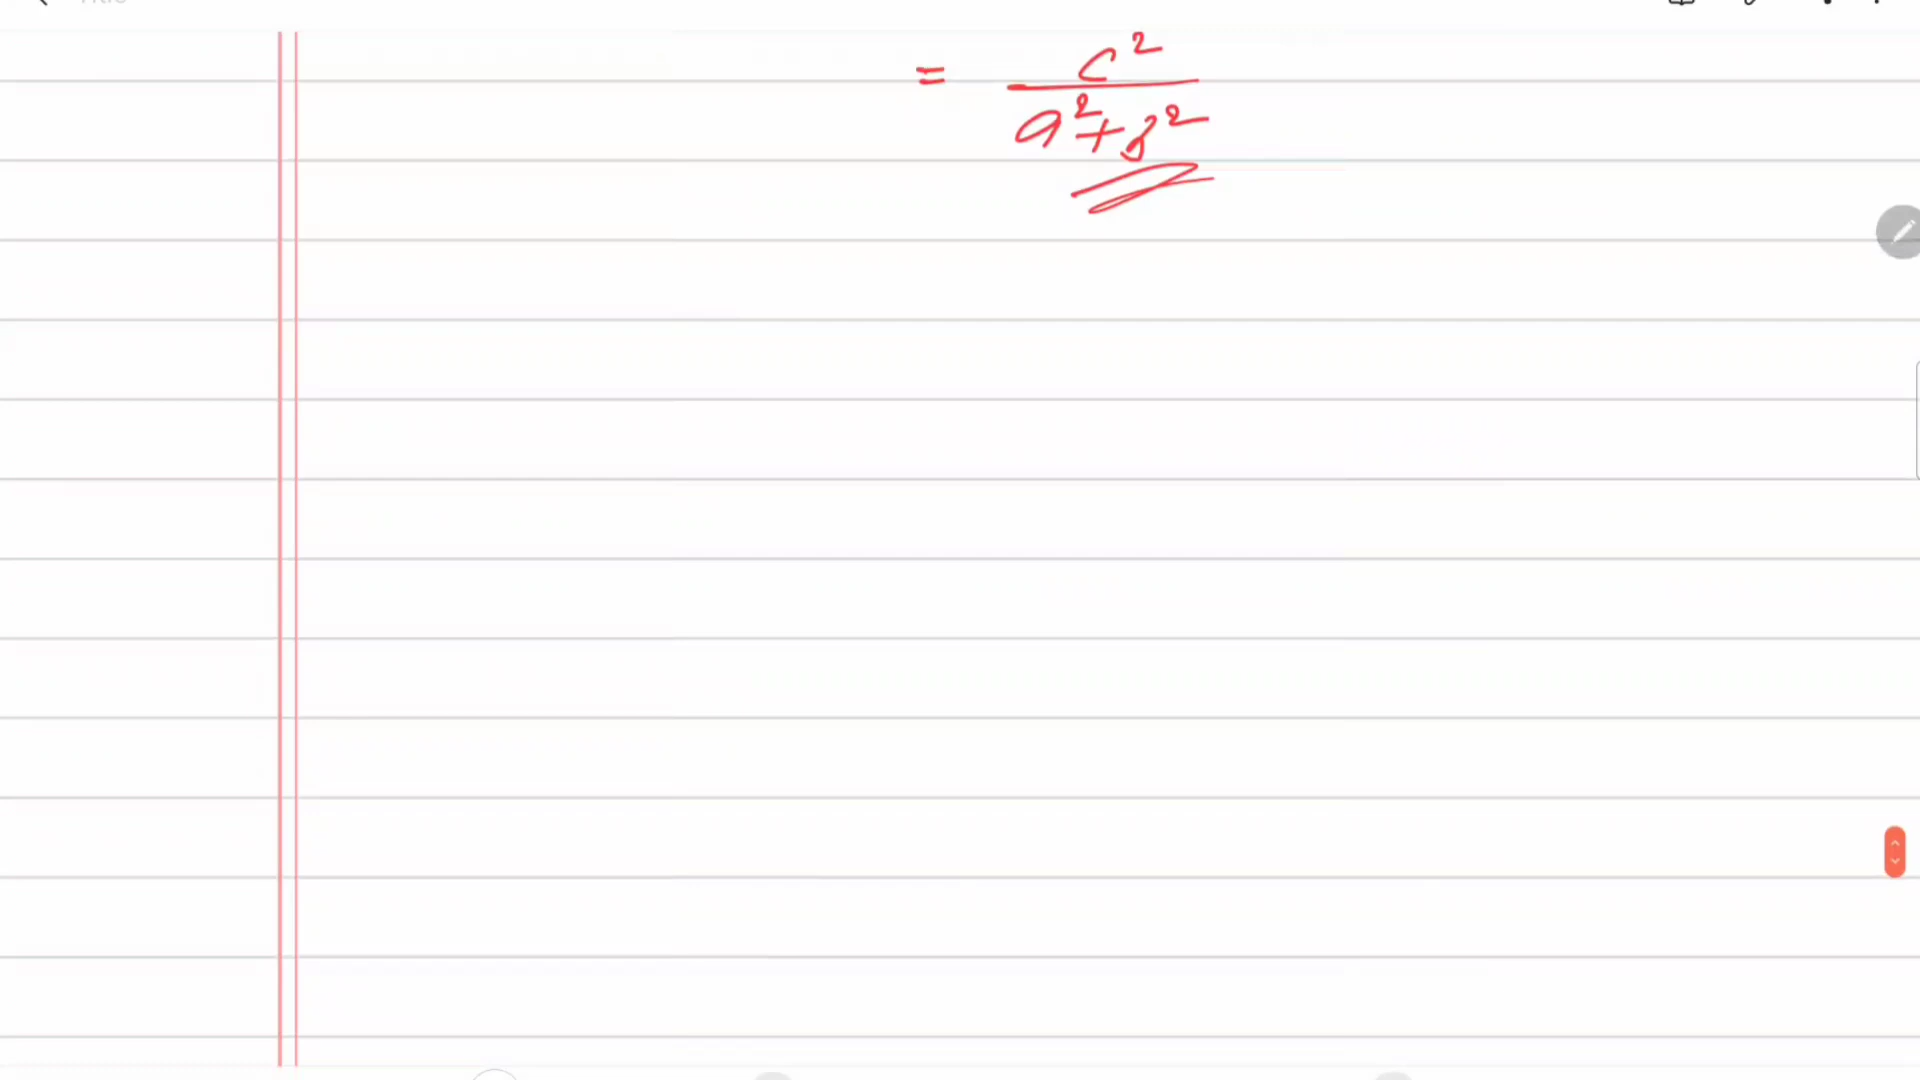 = c²/a²+b²